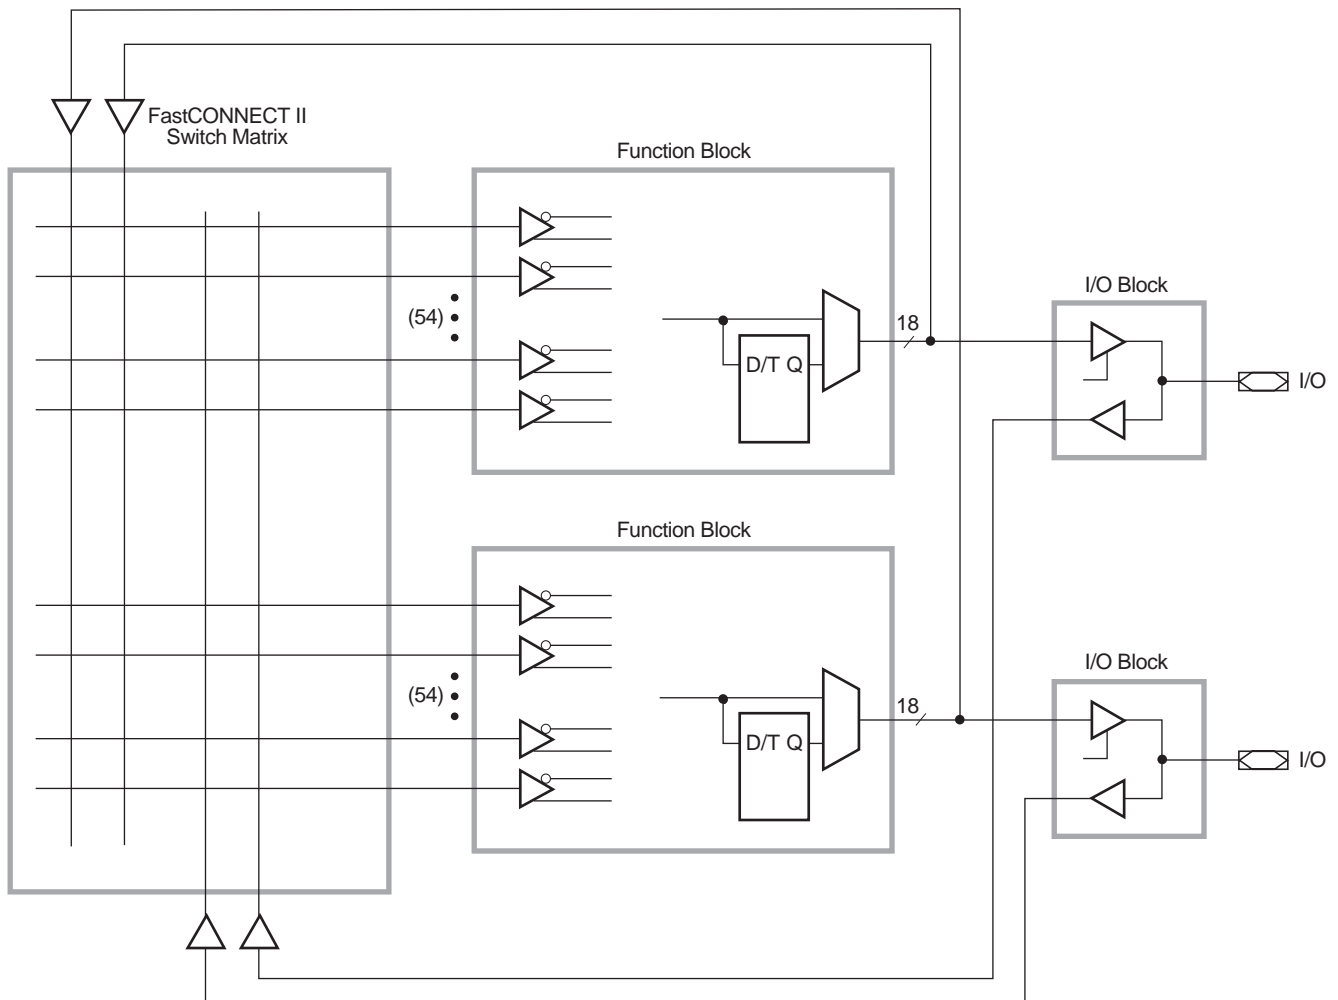 FastCONNECT II
Switch Matrix
Function Block
(54)
D/T Q
18
I/O Block
I/O
Function Block
(54)
D/T Q
18
I/O Block
I/O